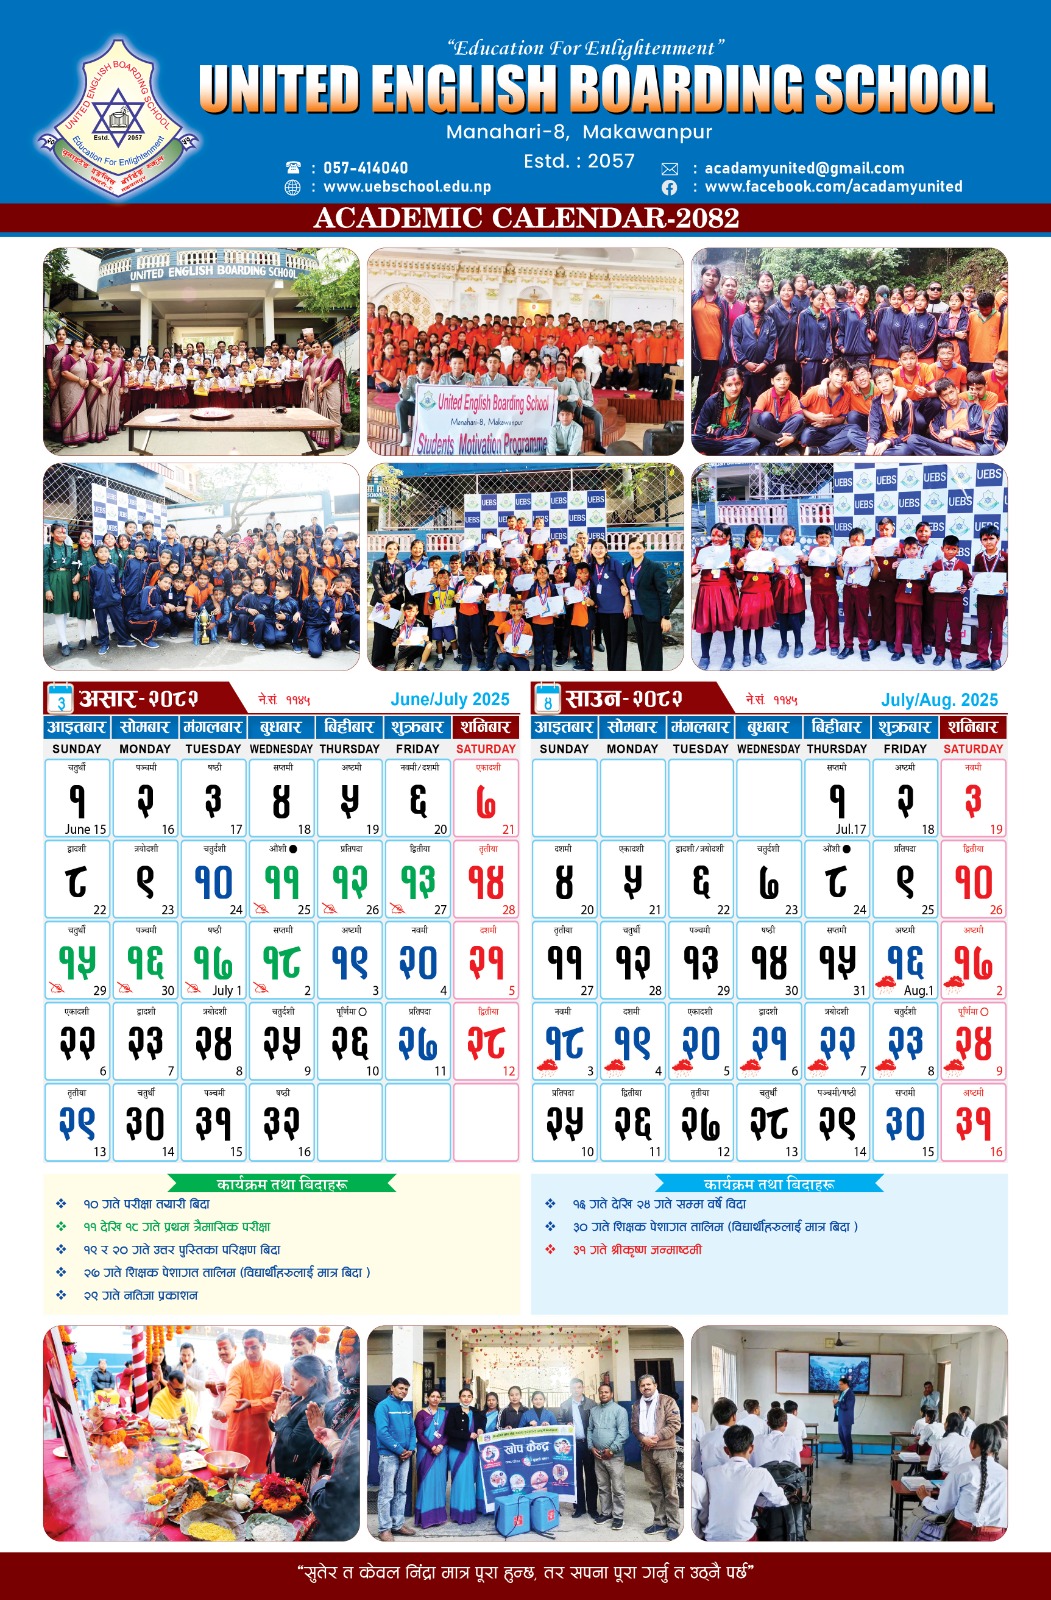 “Education For Enlightenment”
UNITED ENGLISH BOARDING SCHOOL
Manahari-8, Makawanpur
Estd. : 2057
: 057-414040
: acadamyunited@gmail.com
: www.uebschool.edu.np
: www.facebook.com/acadamyunited
UNITED ENGLISH BOARDING SCHOOL
Estd. 2057
Education For Enlightenment
ACADEMIC CALENDAR-2082
UNITED ENGLISH BOARDING SCHOOL
United English Boarding School
Manahari-8, Makawanpur
Students Motivation Programme
UEBS
३ असार-२०८२ ने.सं. ११४५ June/July 2025
आइतबार सोमबार मंगलबार बुधबार बिहीबार शुक्रबार शनिबार
SUNDAY MONDAY TUESDAY WEDNESDAY THURSDAY FRIDAY SATURDAY
चतुर्थी पञ्चमी षष्ठी सप्तमी अष्टमी नवमी/दशमी एकादशी
१ २ ३ ४ ५ ६ ७
June 15 16 17 18 19 20 21
द्वादशी त्रयोदशी चतुर्दशी औंशी प्रतिपदा द्वितीया तृतीया
८ ९ १० ११ १२ १३ १४
22 23 24 25 26 27 28
चतुर्थी पञ्चमी षष्ठी सप्तमी अष्टमी नवमी दशमी
१५ १६ १७ १८ १९ २० २१
29 30 July 1 2 3 4 5
एकादशी द्वादशी त्रयोदशी चतुर्दशी पूर्णिमा प्रतिपदा द्वितीया
२२ २३ २४ २५ २६ २७ २८
6 7 8 9 10 11 12
तृतीया चतुर्थी पञ्चमी षष्ठी
२९ ३० ३१ ३२
13 14 15 16
४ साउन-२०८२ ने.सं. ११४५ July/Aug. 2025
आइतबार सोमबार मंगलबार बुधबार बिहीबार शुक्रबार शनिबार
SUNDAY MONDAY TUESDAY WEDNESDAY THURSDAY FRIDAY SATURDAY
सप्तमी अष्टमी नवमी
१ २ ३
Jul.17 18 19
दशमी एकादशी द्वादशी/त्रयोदशी चतुर्दशी औंशी प्रतिपदा द्वितीया
४ ५ ६ ७ ८ ९ १०
20 21 22 23 24 25 26
तृतीया चतुर्थी पञ्चमी षष्ठी सप्तमी अष्टमी अष्टमी
११ १२ १३ १४ १५ १६ १७
27 28 29 30 31 Aug.1 2
नवमी दशमी एकादशी द्वादशी त्रयोदशी चतुर्दशी पूर्णिमा
१८ १९ २० २१ २२ २३ २४
3 4 5 6 7 8 9
प्रतिपदा द्वितीया तृतीया चतुर्थी पञ्चमी/षष्ठी सप्तमी अष्टमी
२५ २६ २७ २८ २९ ३० ३१
10 11 12 13 14 15 16
कार्यक्रम तथा बिदाहरू
१० गते परीक्षा तयारी बिदा
११ देखि १८ गते प्रथम त्रैमासिक परीक्षा
१९ र २० गते उत्तर पुस्तिका परिक्षण बिदा
२७ गते शिक्षक पेशागत तालिम (विद्यार्थीहरुलाई मात्र बिदा )
२९ गते नतिजा प्रकाशन
कार्यक्रम तथा बिदाहरू
१६ गते देखि २४ गते सम्म वर्षे विदा
३० गते शिक्षक पेशागत तालिम (विद्यार्थीहरुलाई मात्र बिदा )
३१ गते श्रीकृष्ण जन्माष्टमी
खोप केन्द्र
“सुतेर त केवल निंद्रा मात्र पूरा हुन्छ, तर सपना पूरा गर्नु त उठ्नै पर्छ”